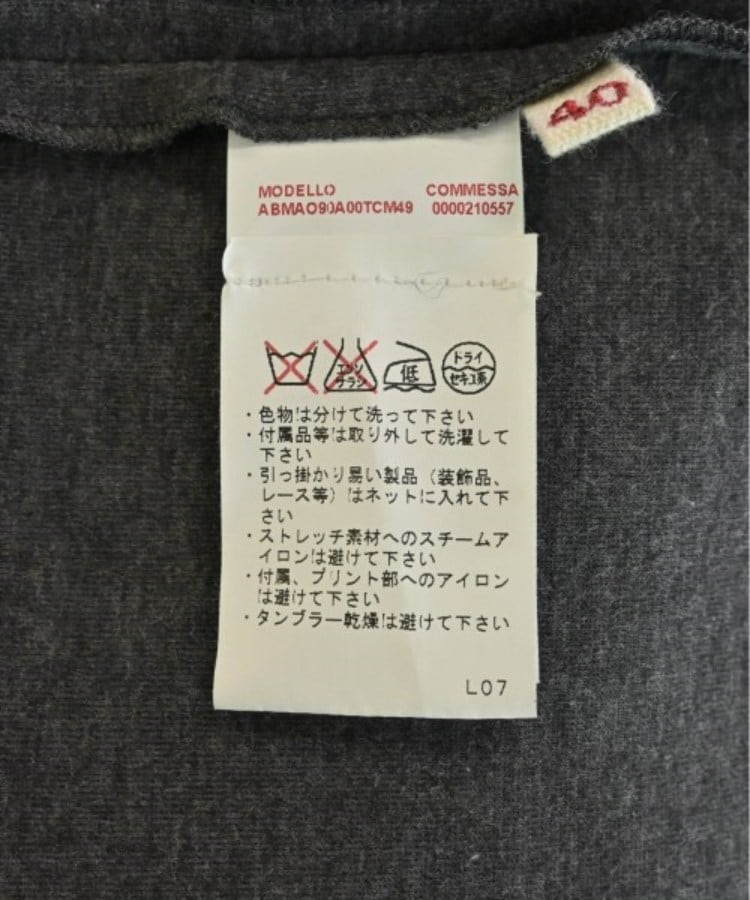 40
MODELLO COMMESSA
ABMAO90A00TCM49 0000210557
エンソ
サラシ
低
ドライ
セキユ系
・色物は分けて洗って下さい
・付属品等は取り外して洗濯して
下さい
・引っ掛かり易い製品（装飾品、
レース等）はネットに入れて下
さい
・ストレッチ素材へのスチームア
イロンは避けて下さい
・付属、プリント部へのアイロン
は避けて下さい
・タンブラー乾燥は避けて下さい
L07